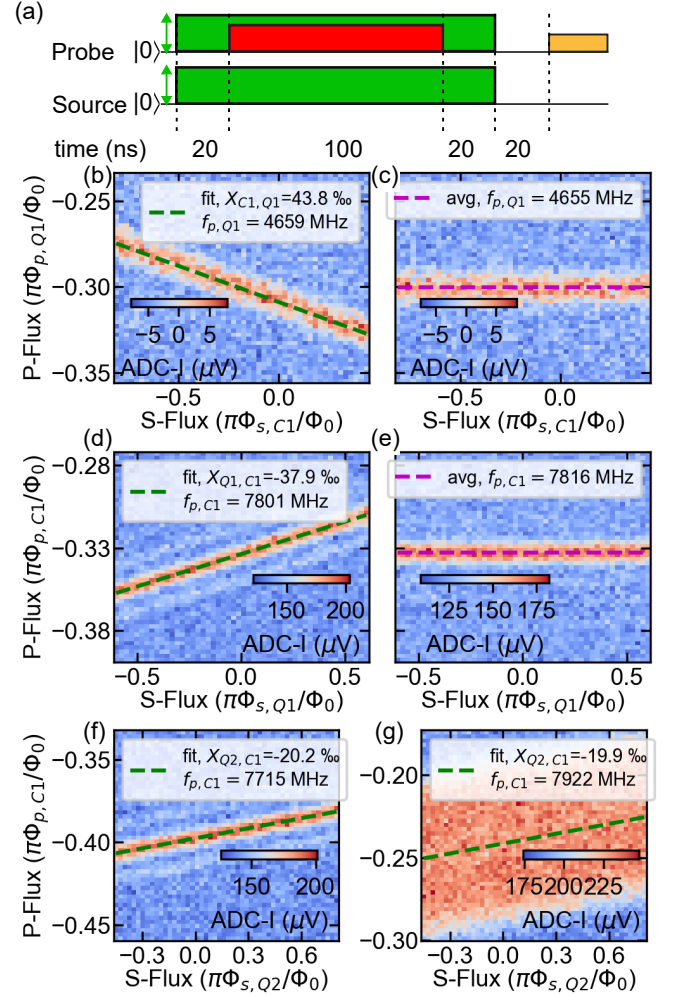 (a)
Probe |0⟩
Source |0⟩
time (ns) 20 100 20 20
(b)
fit, X_{C1,Q1}=43.8 ‰
f_{p,Q1} = 4659 MHz
−0.25
−0.30
−0.35
P-Flux (πΦ_{p,Q1}/Φ_0)
−5 0 5
ADC-I (μV)
−0.5 0.0
S-Flux (πΦ_{s,C1}/Φ_0)
(c)
avg, f_{p,Q1} = 4655 MHz
−5 0 5
ADC-I (μV)
−0.5 0.0
S-Flux (πΦ_{s,C1}/Φ_0)
(d)
fit, X_{Q1,C1}=-37.9 ‰
f_{p,C1} = 7801 MHz
−0.28
−0.33
−0.38
P-Flux (πΦ_{p,C1}/Φ_0)
150 200
ADC-I (μV)
−0.5 0.0 0.5
S-Flux (πΦ_{s,Q1}/Φ_0)
(e)
avg, f_{p,C1} = 7816 MHz
125 150 175
ADC-I (μV)
−0.5 0.0 0.5
S-Flux (πΦ_{s,Q1}/Φ_0)
(f)
fit, X_{Q2,C1}=-20.2 ‰
f_{p,C1} = 7715 MHz
−0.35
−0.40
−0.45
P-Flux (πΦ_{p,C1}/Φ_0)
150 200
ADC-I (μV)
−0.3 0.0 0.3 0.6
S-Flux (πΦ_{s,Q2}/Φ_0)
(g)
fit, X_{Q2,C1}=-19.9 ‰
f_{p,C1} = 7922 MHz
−0.20
−0.25
−0.30
175 200 225
ADC-I (μV)
−0.3 0.0 0.3 0.6
S-Flux (πΦ_{s,Q2}/Φ_0)